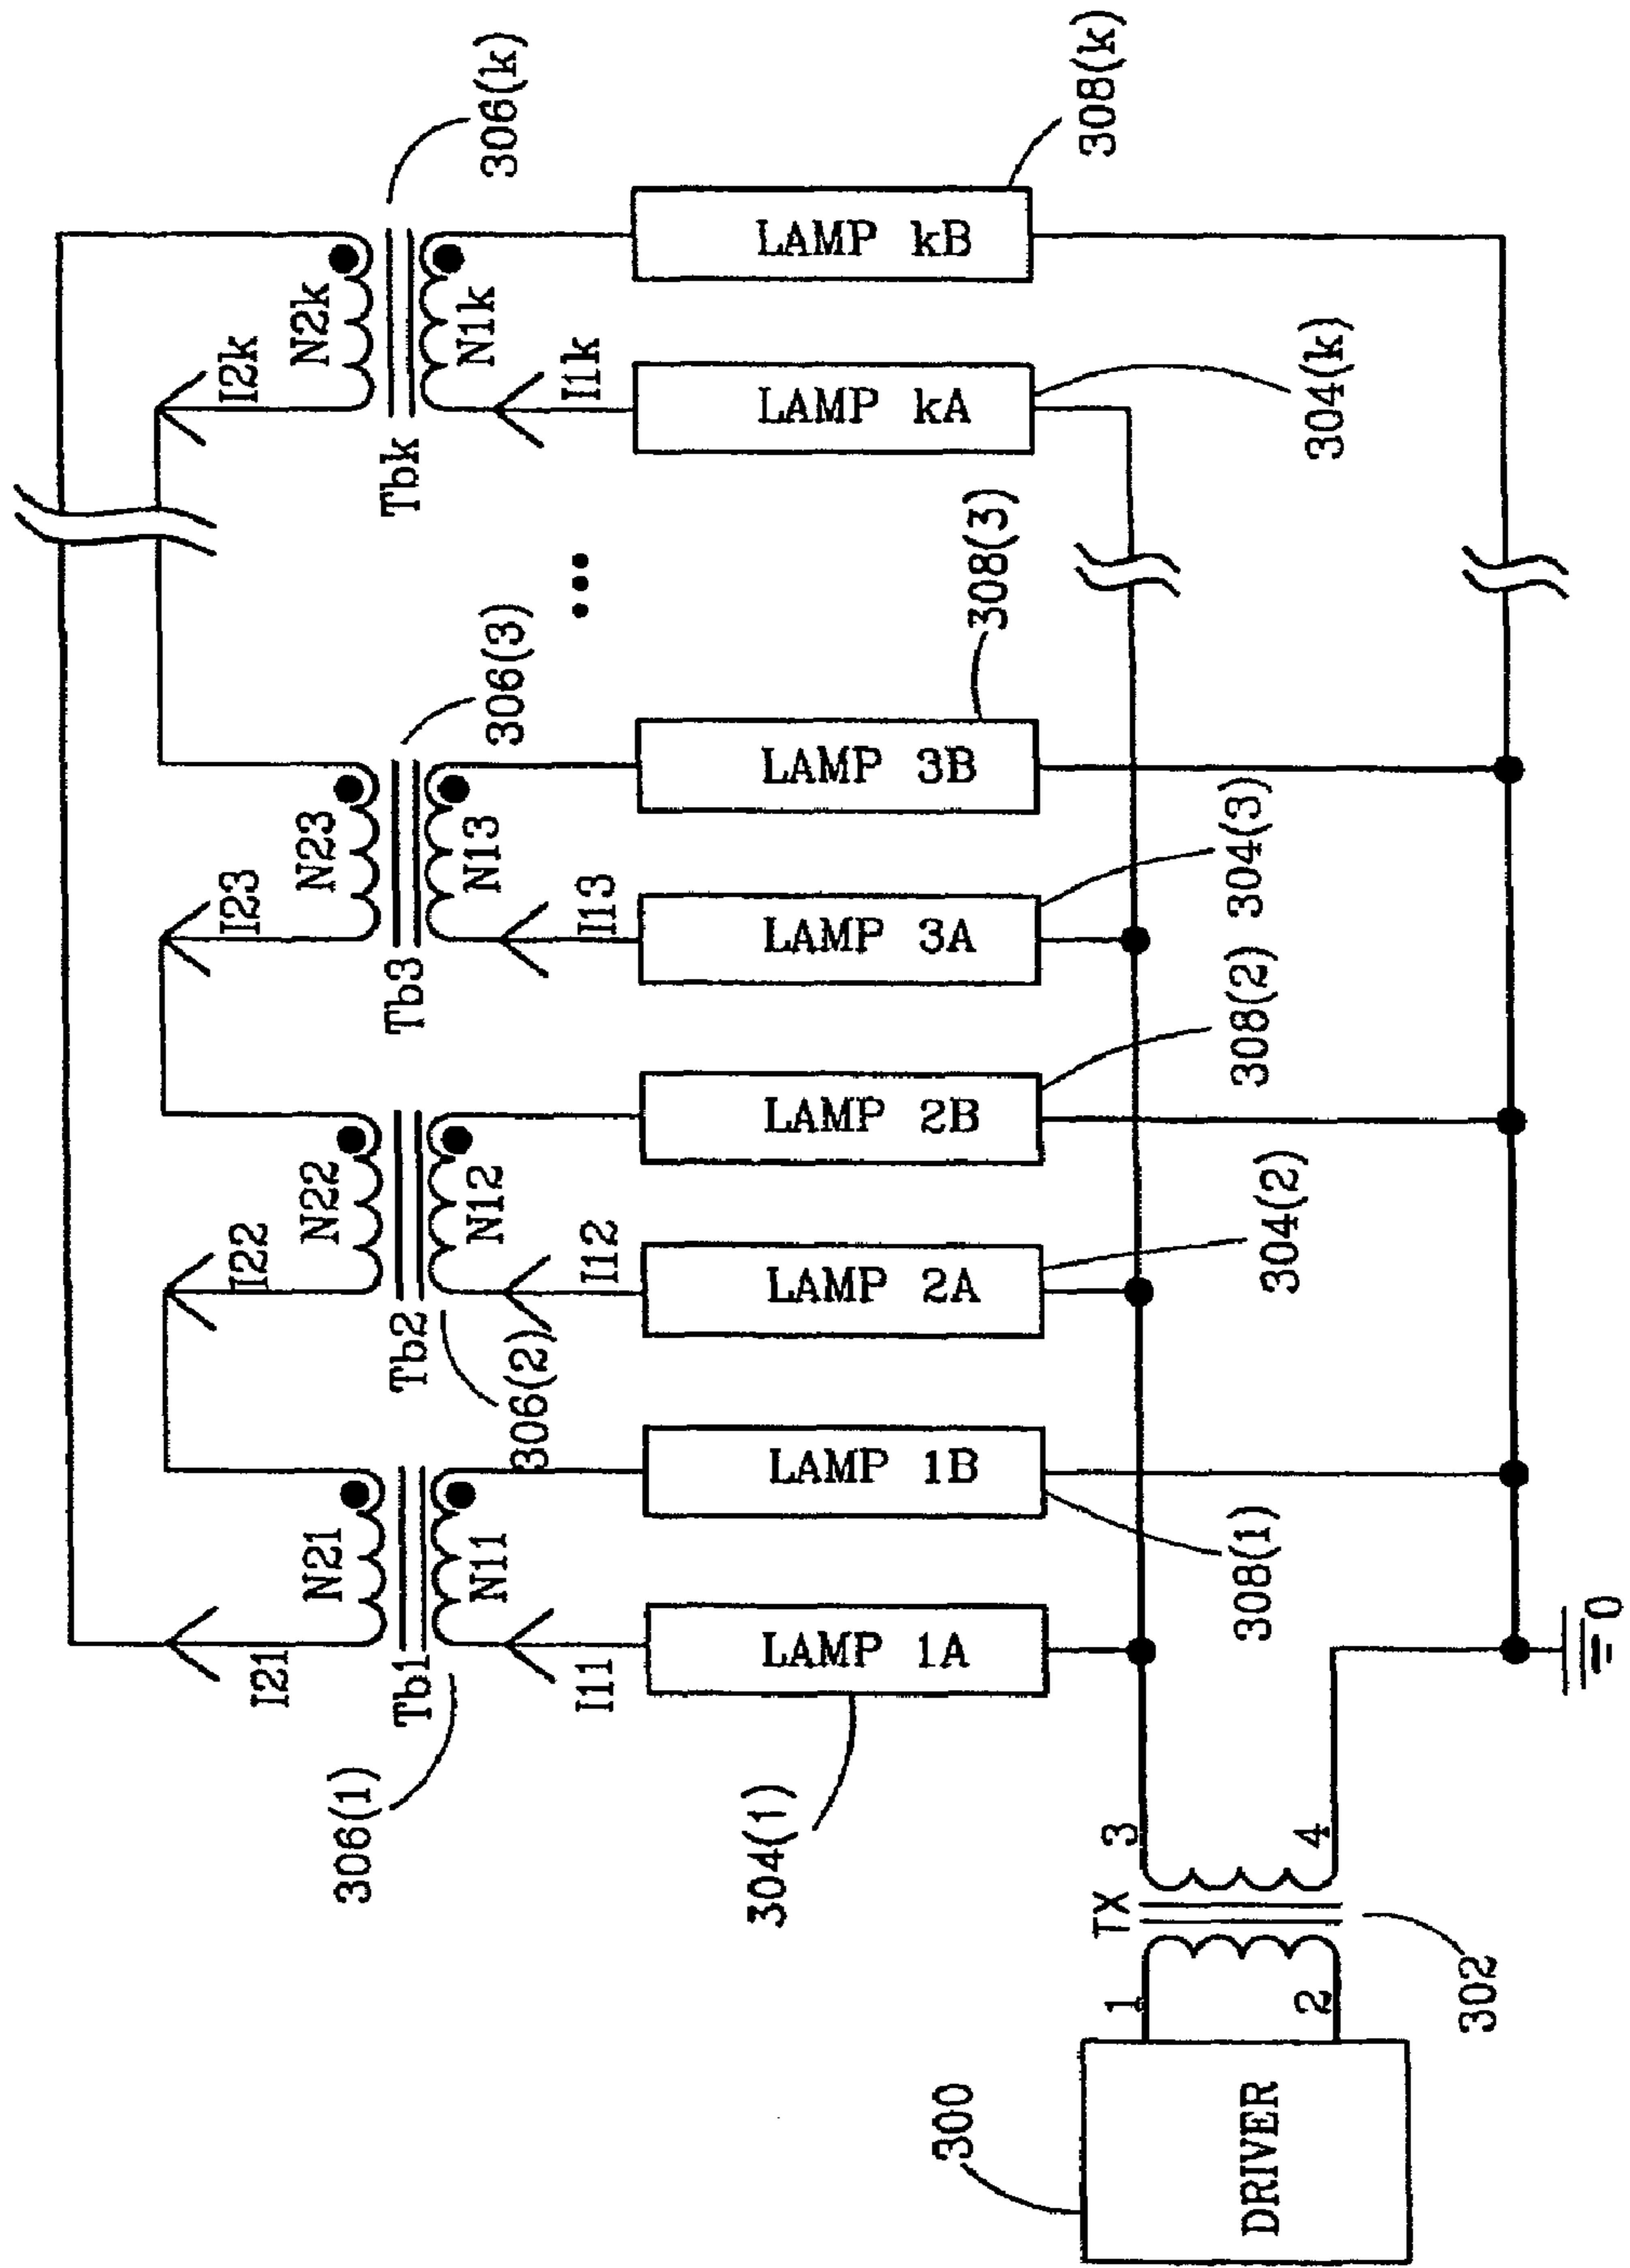 306(k)
308(k)
I2k
N2k
N1k
Tbk
I1k
LAMP kB
LAMP kA
304(k)
...
306(3)
308(3)
I23
N23
N13
Tb3
I13
LAMP 3B
LAMP 3A
304(3)
I22
N22
N12
Tb2
306(2)
I12
LAMP 2B
308(2)
LAMP 2A
304(2)
I21
N21
N11
Tb1
306(1)
I11
LAMP 1B
308(1)
LAMP 1A
304(1)
0
3
4
TX
302
1
2
300
DRIVER